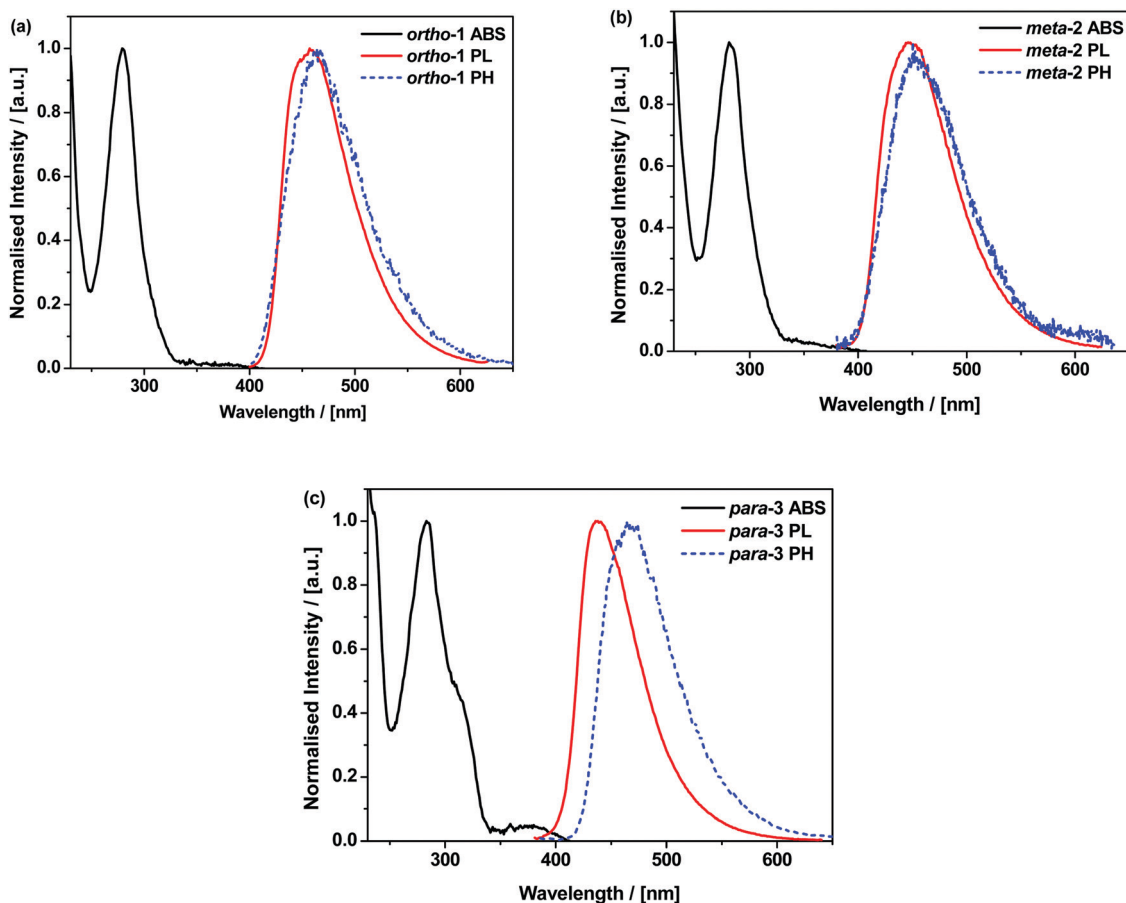 (a)
ortho-1 ABS
ortho-1 PL
ortho-1 PH
Normalised Intensity / [a.u.]
1.0
0.8
0.6
0.4
0.2
0.0
300 400 500 600
Wavelength / [nm]
(b)
meta-2 ABS
meta-2 PL
meta-2 PH
Normalised Intensity / [a.u.]
1.0
0.8
0.6
0.4
0.2
0.0
300 400 500 600
Wavelength / [nm]
(c)
para-3 ABS
para-3 PL
para-3 PH
Normalised Intensity / [a.u.]
1.0
0.8
0.6
0.4
0.2
0.0
300 400 500 600
Wavelength / [nm]